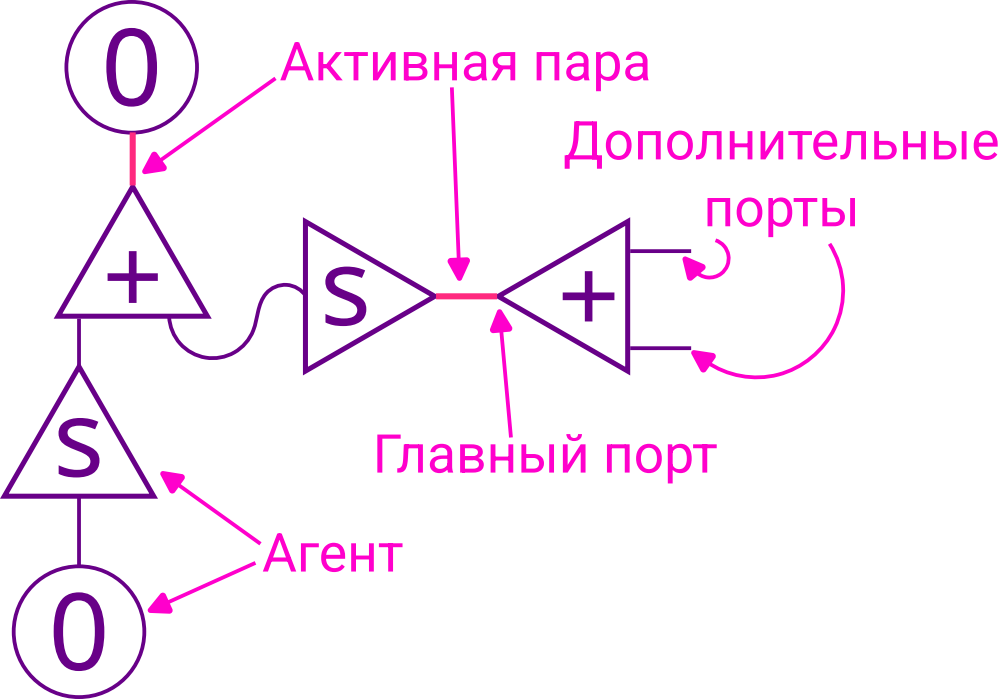 0
Активная пара
Дополнительные
порты
+
S
+
S
Главный порт
Агент
0